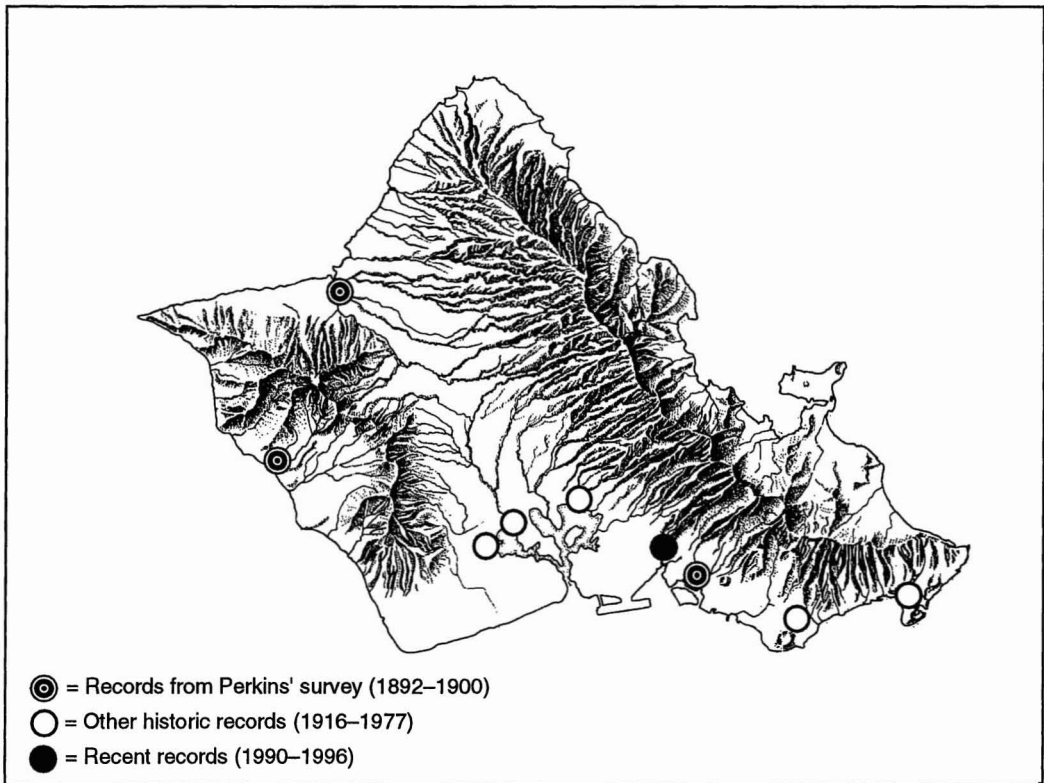 = Records from Perkins' survey (1892–1900)
= Other historic records (1916–1977)
= Recent records (1990–1996)